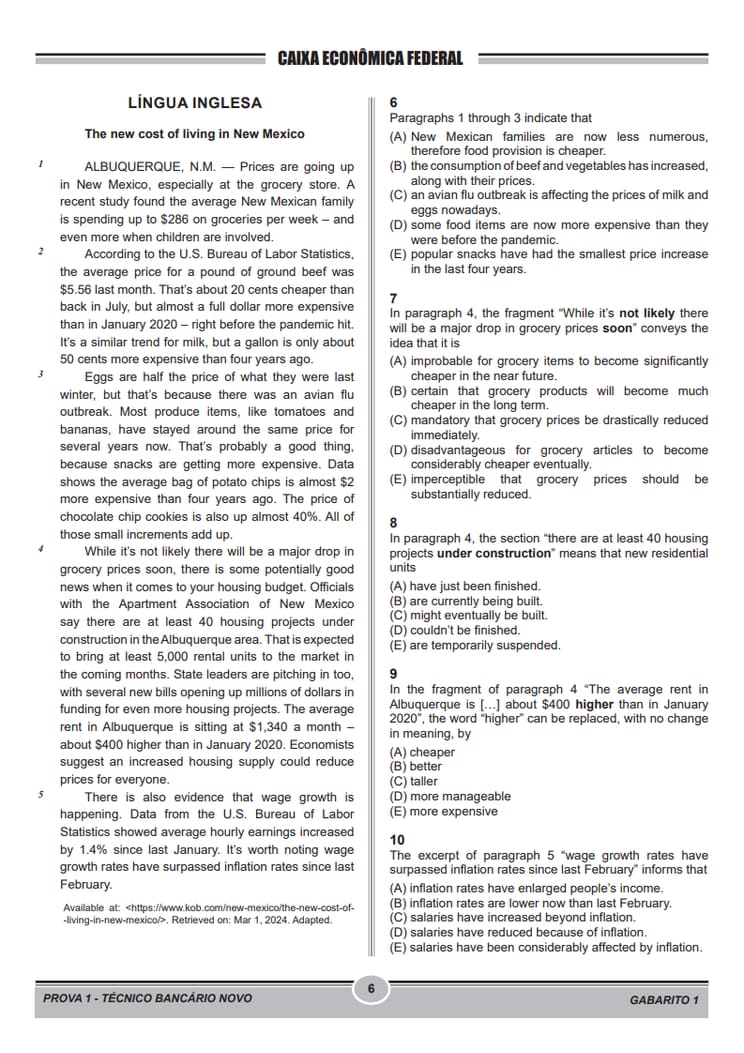 CAIXA ECONÔMICA FEDERAL
LÍNGUA INGLESA
The new cost of living in New Mexico
1 ALBUQUERQUE, N.M. — Prices are going up
in New Mexico, especially at the grocery store. A
recent study found the average New Mexican family
is spending up to $286 on groceries per week – and
even more when children are involved.
2 According to the U.S. Bureau of Labor Statistics,
the average price for a pound of ground beef was
$5.56 last month. That's about 20 cents cheaper than
back in July, but almost a full dollar more expensive
than in January 2020 – right before the pandemic hit.
It's a similar trend for milk, but a gallon is only about
50 cents more expensive than four years ago.
3 Eggs are half the price of what they were last
winter, but that's because there was an avian flu
outbreak. Most produce items, like tomatoes and
bananas, have stayed around the same price for
several years now. That's probably a good thing,
because snacks are getting more expensive. Data
shows the average bag of potato chips is almost $2
more expensive than four years ago. The price of
chocolate chip cookies is also up almost 40%. All of
those small increments add up.
4 While it's not likely there will be a major drop in
grocery prices soon, there is some potentially good
news when it comes to your housing budget. Officials
with the Apartment Association of New Mexico
say there are at least 40 housing projects under
construction in the Albuquerque area. That is expected
to bring at least 5,000 rental units to the market in
the coming months. State leaders are pitching in too,
with several new bills opening up millions of dollars in
funding for even more housing projects. The average
rent in Albuquerque is sitting at $1,340 a month –
about $400 higher than in January 2020. Economists
suggest an increased housing supply could reduce
prices for everyone.
5 There is also evidence that wage growth is
happening. Data from the U.S. Bureau of Labor
Statistics showed average hourly earnings increased
by 1.4% since last January. It's worth noting wage
growth rates have surpassed inflation rates since last
February.
Available at: <https://www.kob.com/new-mexico/the-new-cost-of-
-living-in-new-mexico/>. Retrieved on: Mar 1, 2024. Adapted.
6
Paragraphs 1 through 3 indicate that
(A) New Mexican families are now less numerous,
therefore food provision is cheaper.
(B) the consumption of beef and vegetables has increased,
along with their prices.
(C) an avian flu outbreak is affecting the prices of milk and
eggs nowadays.
(D) some food items are now more expensive than they
were before the pandemic.
(E) popular snacks have had the smallest price increase
in the last four years.
7
In paragraph 4, the fragment “While it's not likely there
will be a major drop in grocery prices soon” conveys the
idea that it is
(A) improbable for grocery items to become significantly
cheaper in the near future.
(B) certain that grocery products will become much
cheaper in the long term.
(C) mandatory that grocery prices be drastically reduced
immediately.
(D) disadvantageous for grocery articles to become
considerably cheaper eventually.
(E) imperceptible that grocery prices should be
substantially reduced.
8
In paragraph 4, the section “there are at least 40 housing
projects under construction” means that new residential
units
(A) have just been finished.
(B) are currently being built.
(C) might eventually be built.
(D) couldn't be finished.
(E) are temporarily suspended.
9
In the fragment of paragraph 4 “The average rent in
Albuquerque is [...] about $400 higher than in January
2020”, the word “higher” can be replaced, with no change
in meaning, by
(A) cheaper
(B) better
(C) taller
(D) more manageable
(E) more expensive
10
The excerpt of paragraph 5 “wage growth rates have
surpassed inflation rates since last February” informs that
(A) inflation rates have enlarged people's income.
(B) inflation rates are lower now than last February.
(C) salaries have increased beyond inflation.
(D) salaries have reduced because of inflation.
(E) salaries have been considerably affected by inflation.
PROVA 1 - TÉCNICO BANCÁRIO NOVO
6
GABARITO 1